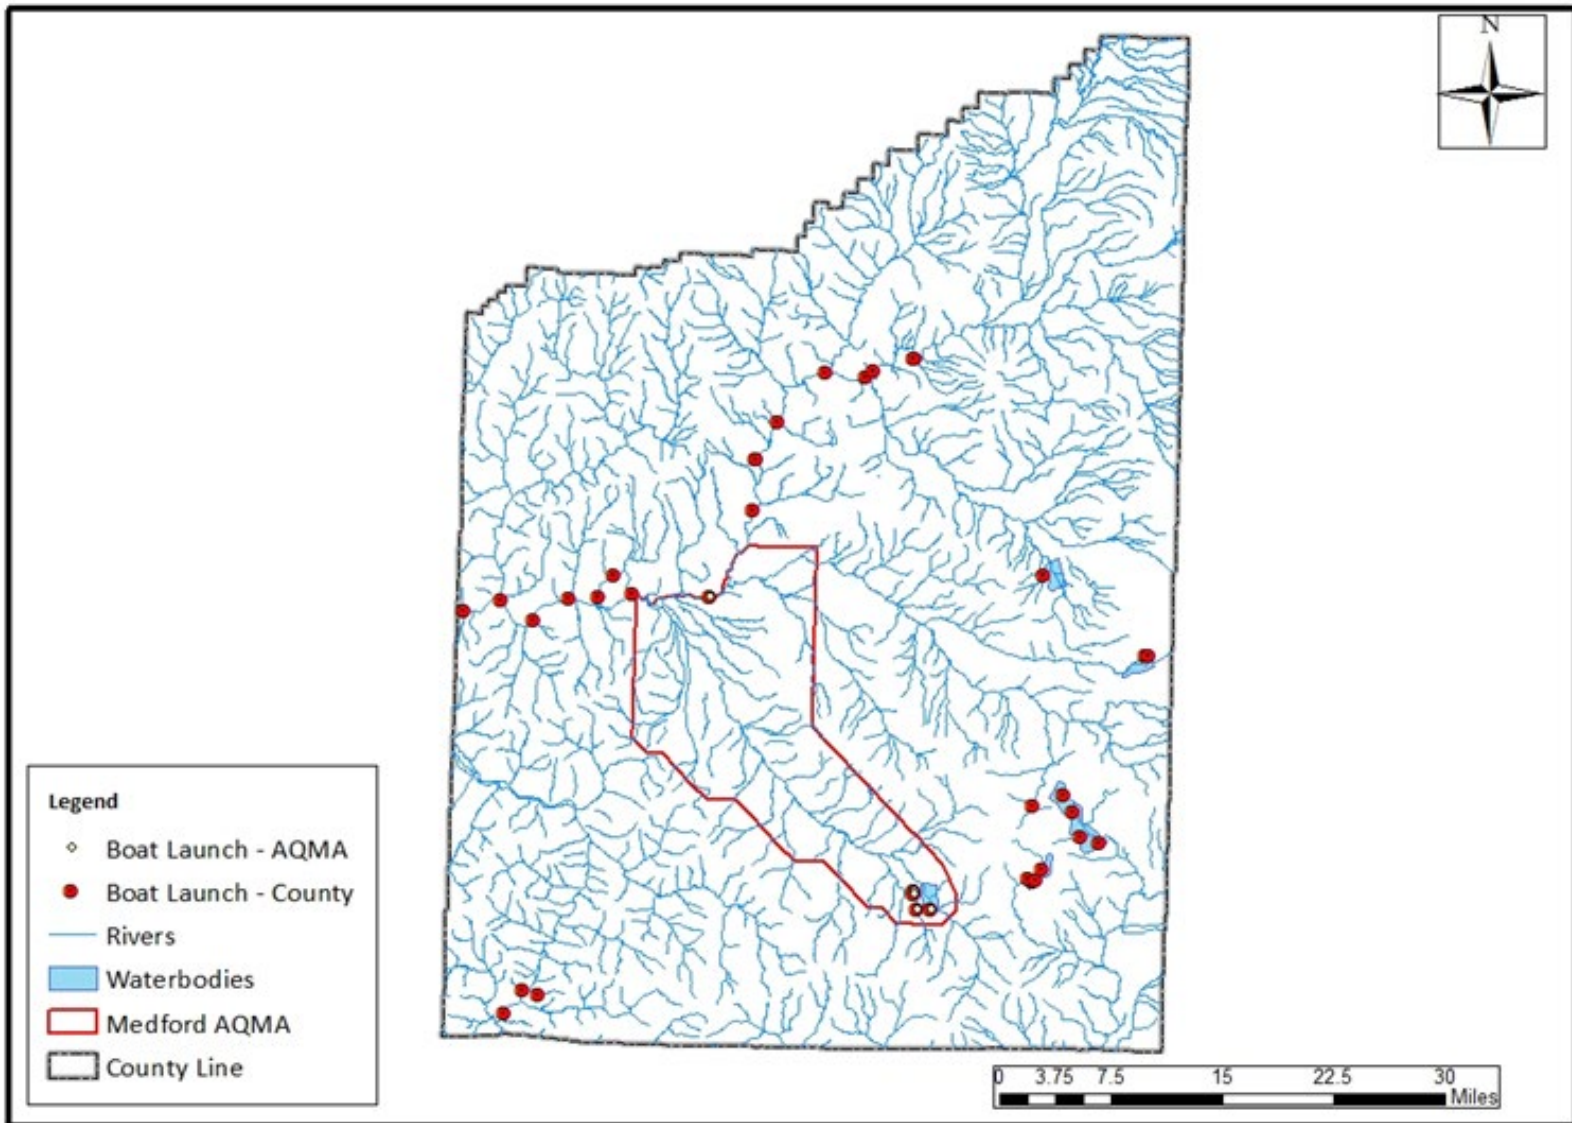 N
Legend
Boat Launch - AQMA
Boat Launch - County
Rivers
Waterbodies
Medford AQMA
County Line
0 3.75 7.5 15 22.5 30
Miles